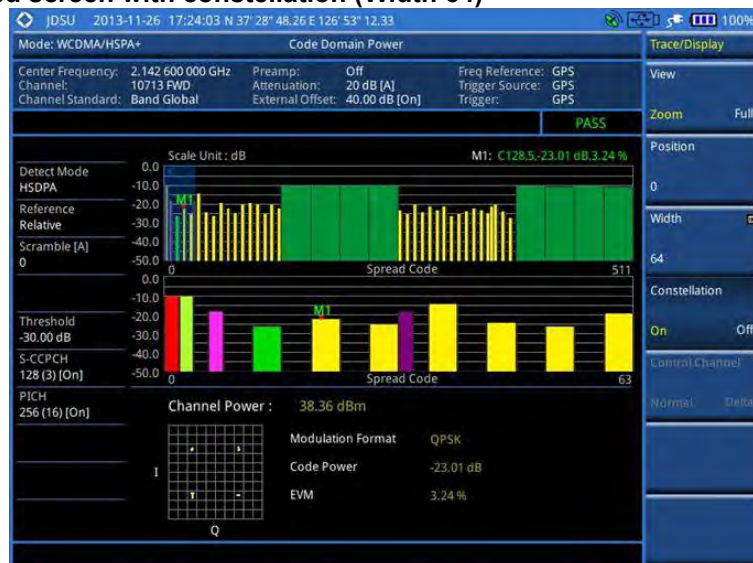 ed screen with constellation (Width 64)
JDSU 2013-11-26 17:24:03 N 37° 28" 48.26 E 126° 53" 12.33 100%
Mode: WCDMA/HSPA+ Code Domain Power Trace/Display
Center Frequency: 2.142 600 000 GHz Preamp: Off Freq Reference: GPS
Channel: 10713 FWD Attenuation: 20 dB [A] Trigger Source: GPS
Channel Standard: Band Global External Offset: 40.00 dB [On] Trigger: GPS
PASS
View
Zoom Full
Scale Unit : dB M1: C128,5,-23.01 dB,3.24 %
Position
0
Detect Mode
HSDPA
Reference
Relative
Scramble [A]
0
0.0
-10.0
-20.0
-30.0
-40.0
-50.0
M1
0 Spread Code 511
Width
64
Threshold
-30.00 dB
S-CCPCH
128 (3) [On]
PICH
256 (16) [On]
0.0
-10.0
-20.0
-30.0
-40.0
-50.0
M1
0 Spread Code 63
Constellation
On Off
Control Channel
Normal Delta
Channel Power : 38.36 dBm
Modulation Format QPSK
Code Power -23.01 dB
EVM 3.24 %
I
Q